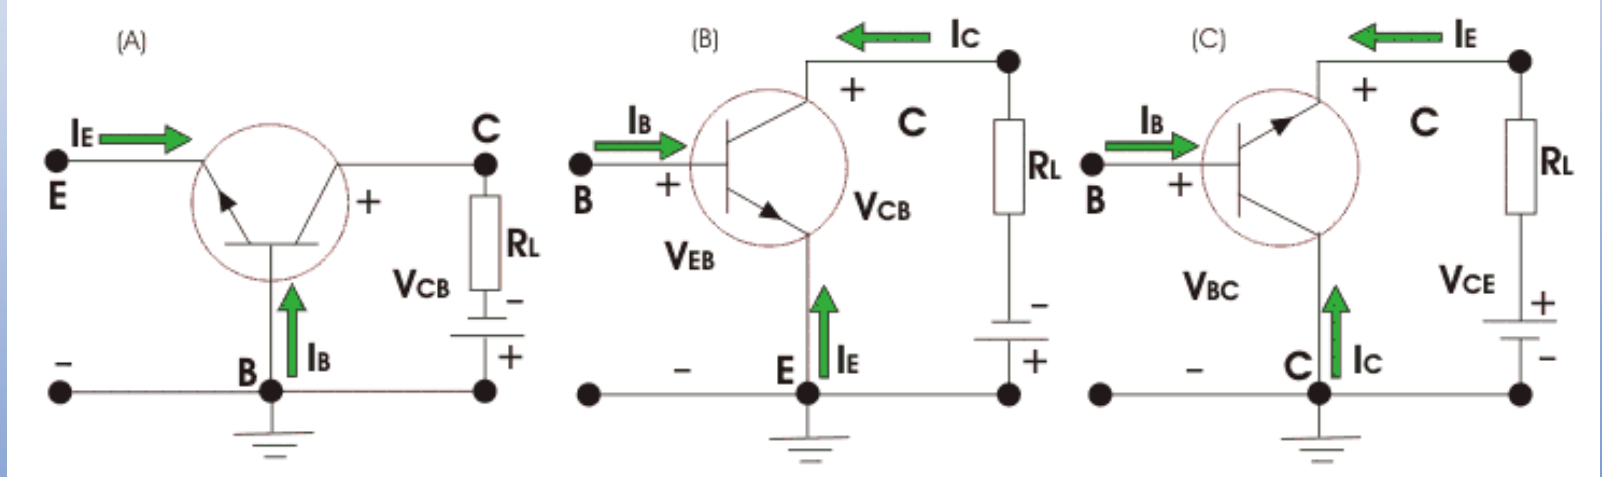 (A)
IE
E
C
+
RL
VCB
-
+
-
B
IB
(B)
IC
+
C
IB
B
+
RL
VCB
VEB
-
+
-
E
IE
(C)
IE
+
C
IB
B
+
RL
VBC
VCE
+
-
-
C
IC